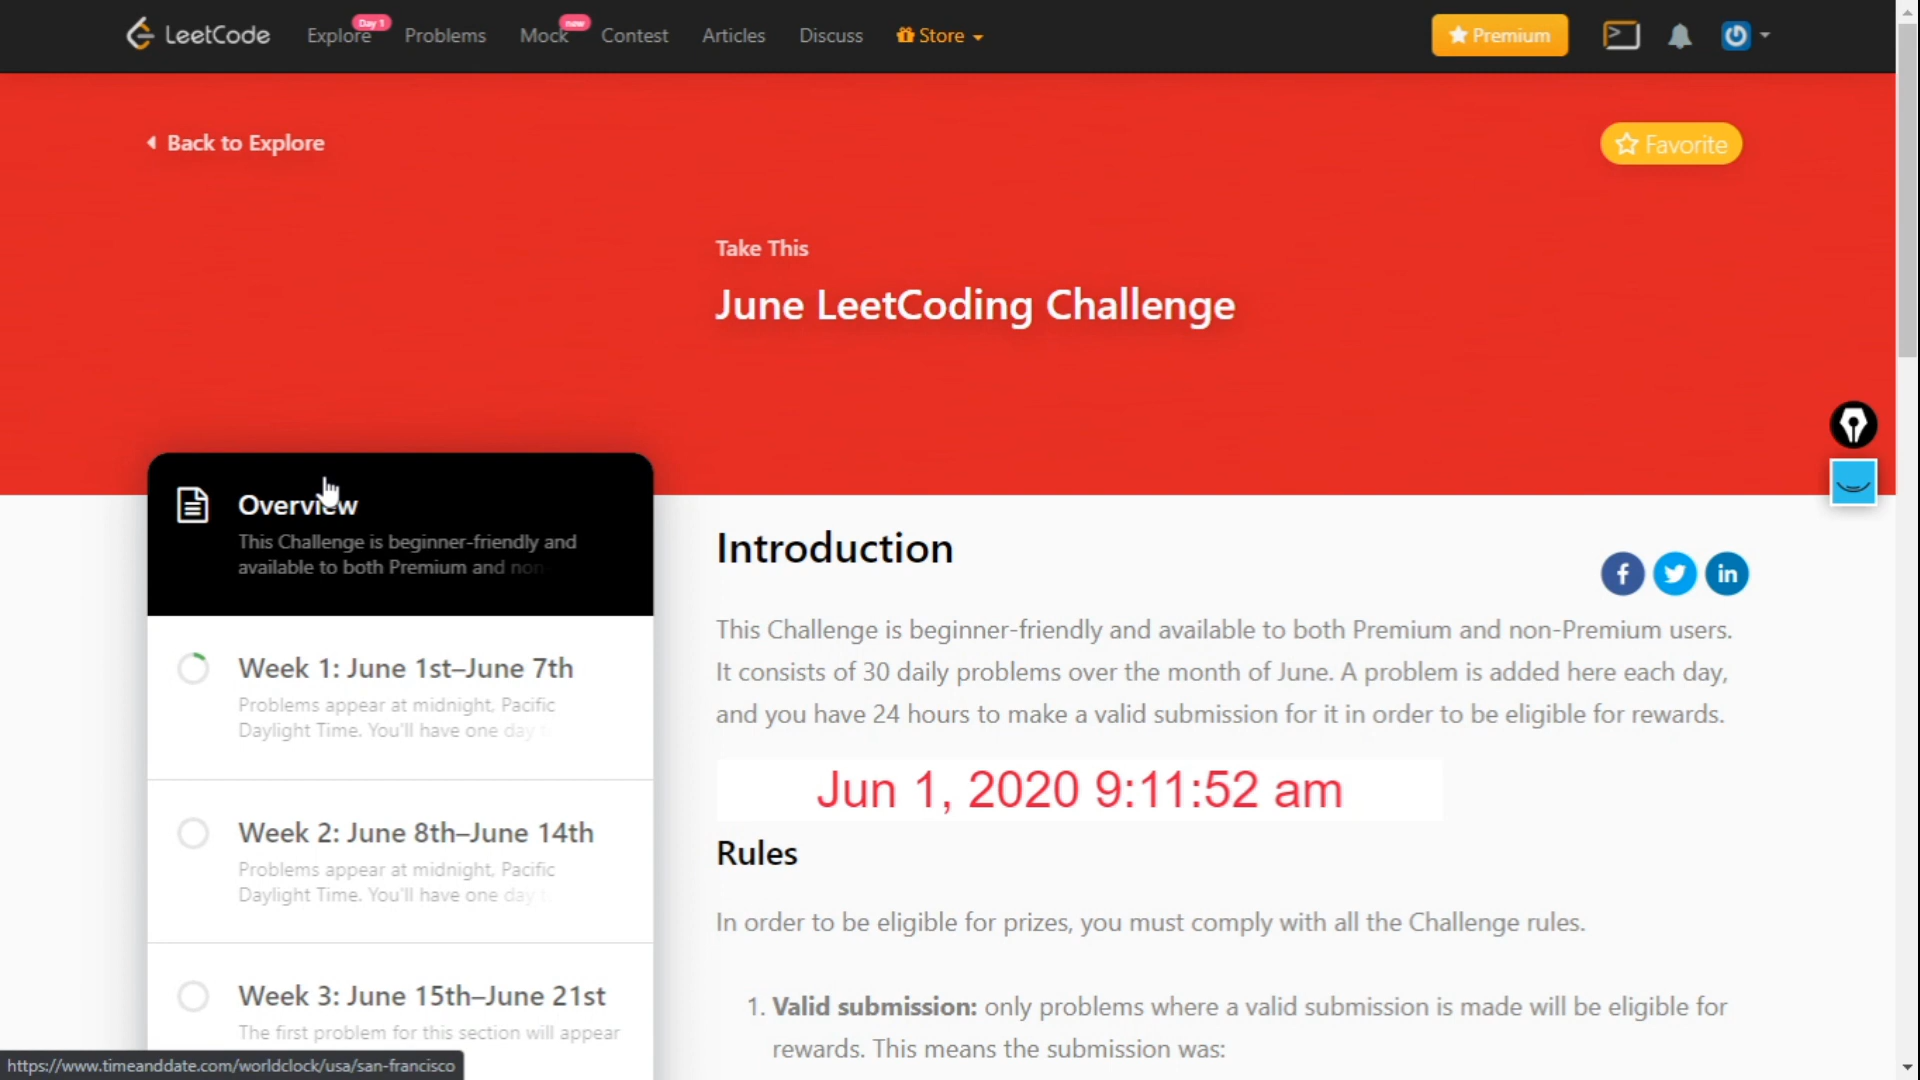 LeetCode Explore Day 1 Problems Mock new Contest Articles Discuss Store Premium
Back to Explore
Favorite
Take This
June LeetCoding Challenge
Overview
This Challenge is beginner-friendly and
available to both Premium and non-
Introduction
f in
This Challenge is beginner-friendly and available to both Premium and non-Premium users.
It consists of 30 daily problems over the month of June. A problem is added here each day,
and you have 24 hours to make a valid submission for it in order to be eligible for rewards.
Week 1: June 1st–June 7th
Problems appear at midnight, Pacific
Daylight Time. You'll have one day
Jun 1, 2020 9:11:52 am
Week 2: June 8th–June 14th
Problems appear at midnight, Pacific
Daylight Time. You'll have one day
Rules
In order to be eligible for prizes, you must comply with all the Challenge rules.
Week 3: June 15th–June 21st
The first problem for this section will appear
1. Valid submission: only problems where a valid submission is made will be eligible for
rewards. This means the submission was:
https://www.timeanddate.com/worldclock/usa/san-francisco